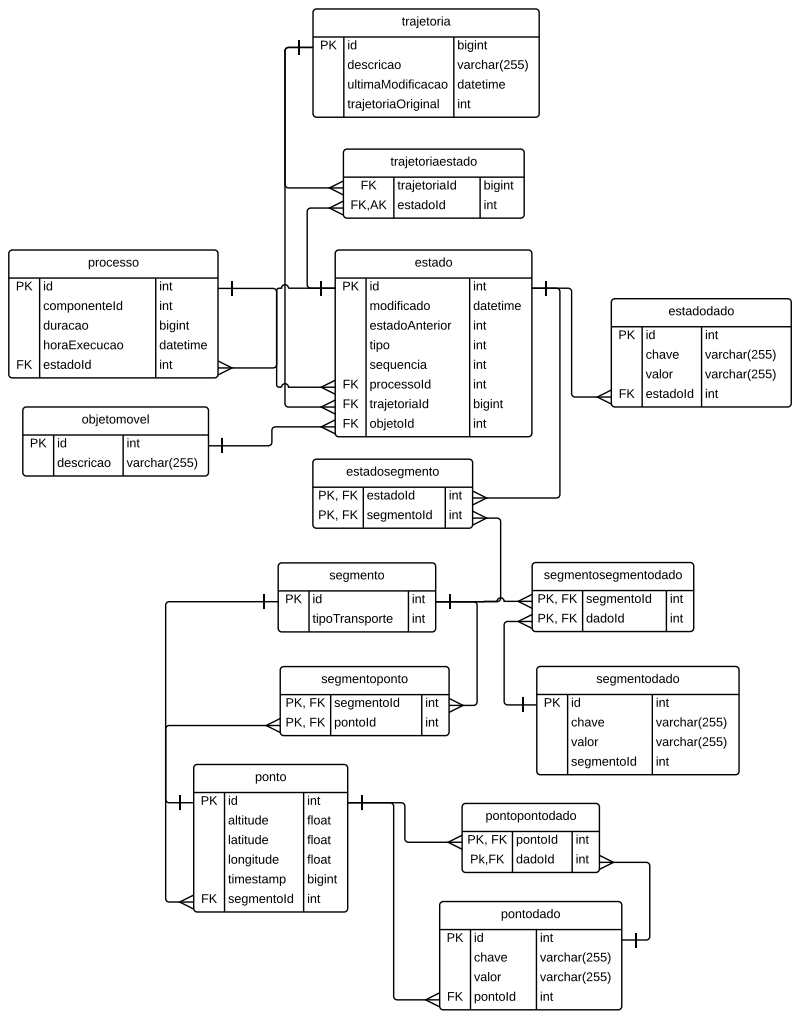 trajetoria
PK id bigint
descricao varchar(255)
ultimaModificacao datetime
trajetoriaOriginal int
trajetoriaestado
FK trajetoriaId bigint
FK,AK estadoId int
processo
PK id int
componenteId int
duracao bigint
horaExecucao datetime
FK estadoId int
estado
PK id int
modificado datetime
estadoAnterior int
tipo int
sequencia int
FK processoId int
FK trajetoriaId bigint
FK objetoId int
estadodado
PK id int
chave varchar(255)
valor varchar(255)
FK estadoId int
objetomovel
PK id int
descricao varchar(255)
estadosegmento
PK, FK estadoId int
PK, FK segmentoId int
segmento
PK id int
tipoTransporte int
segmentosegmentodado
PK, FK segmentoId int
PK, FK dadoId int
segmentoponto
PK, FK segmentoId int
PK, FK pontoId int
segmentodado
PK id int
chave varchar(255)
valor varchar(255)
segmentoId int
ponto
PK id int
altitude float
latitude float
longitude float
timestamp bigint
FK segmentoId int
pontopontodado
PK, FK pontoId int
Pk,FK dadoId int
pontodado
PK id int
chave varchar(255)
valor varchar(255)
FK pontoId int